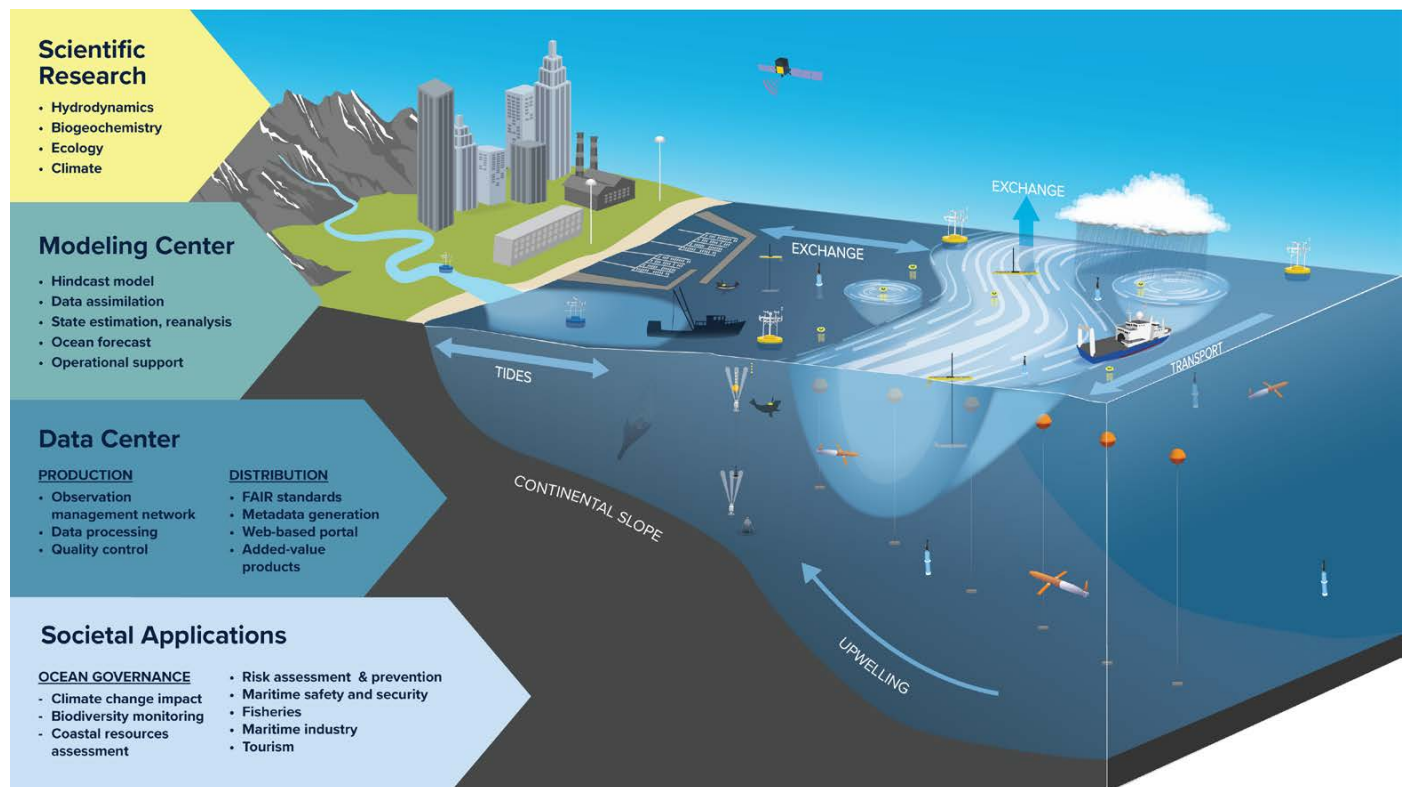 Scientific
Research
• Hydrodynamics
• Biogeochemistry
• Ecology
• Climate
Modeling Center
• Hindcast model
• Data assimilation
• State estimation, reanalysis
• Ocean forecast
• Operational support
Data Center
PRODUCTION
• Observation
management network
• Data processing
• Quality control
DISTRIBUTION
• FAIR standards
• Metadata generation
• Web-based portal
• Added-value
products
Societal Applications
OCEAN GOVERNANCE
- Climate change impact
- Biodiversity monitoring
- Coastal resources
assessment
• Risk assessment & prevention
• Maritime safety and security
• Fisheries
• Maritime industry
• Tourism
EXCHANGE
EXCHANGE
TRANSPORT
TIDES
CONTINENTAL SLOPE
UPWELLING